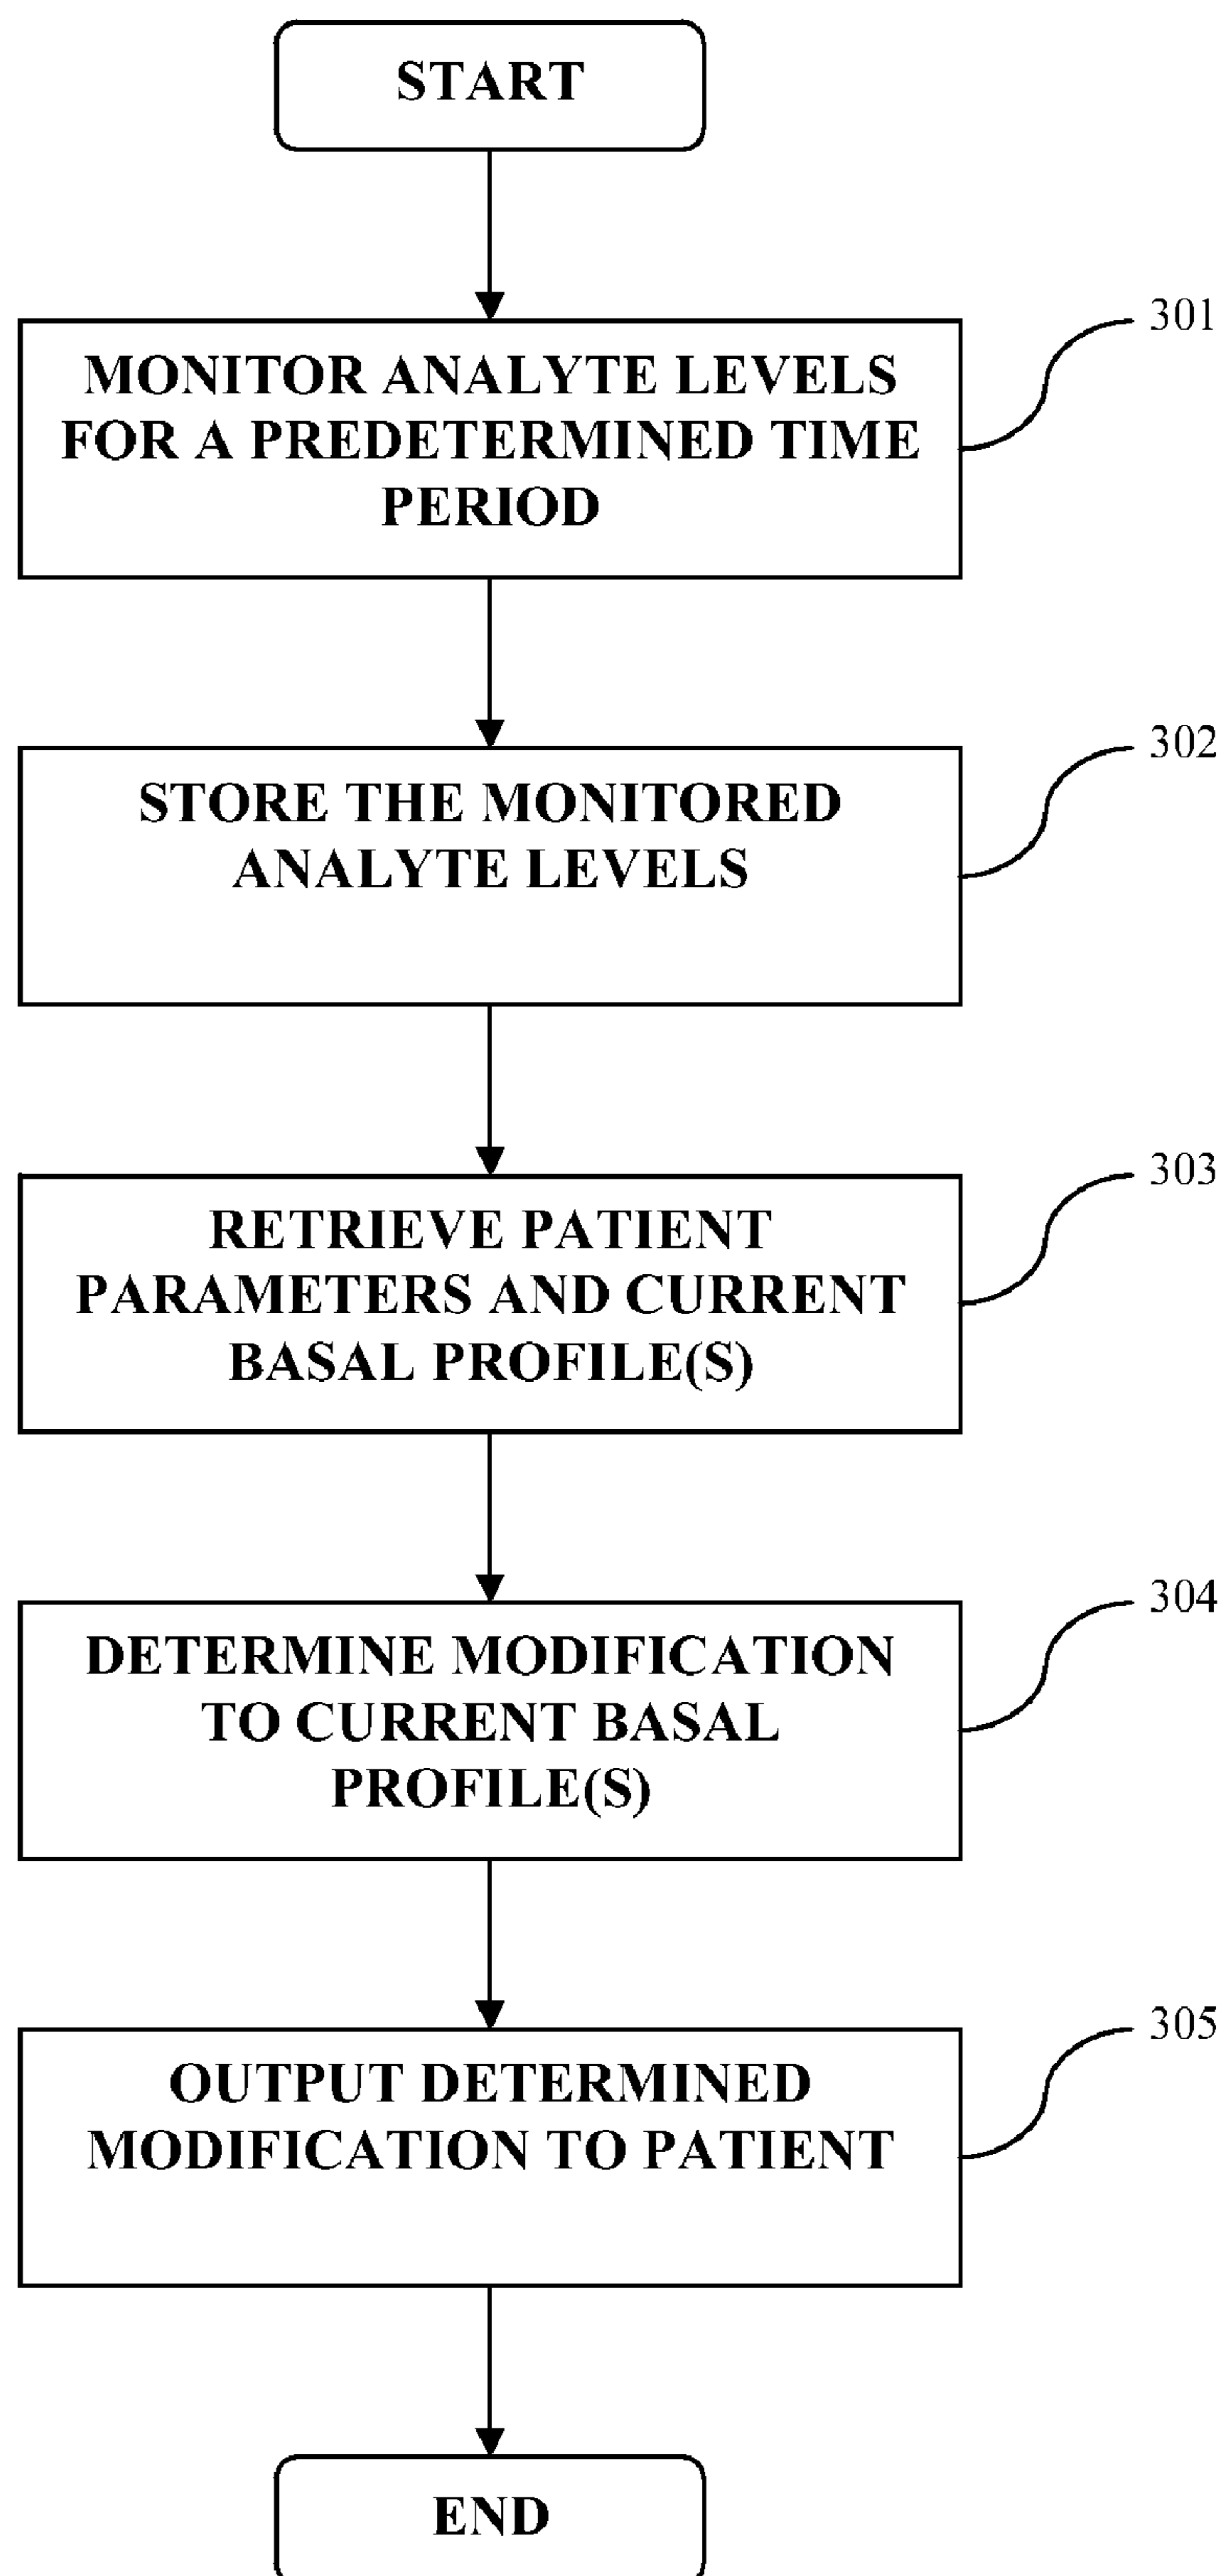 START
301
MONITOR ANALYTE LEVELS
FOR A PREDETERMINED TIME
PERIOD
302
STORE THE MONITORED
ANALYTE LEVELS
303
RETRIEVE PATIENT
PARAMETERS AND CURRENT
BASAL PROFILE(S)
304
DETERMINE MODIFICATION
TO CURRENT BASAL
PROFILE(S)
305
OUTPUT DETERMINED
MODIFICATION TO PATIENT
END